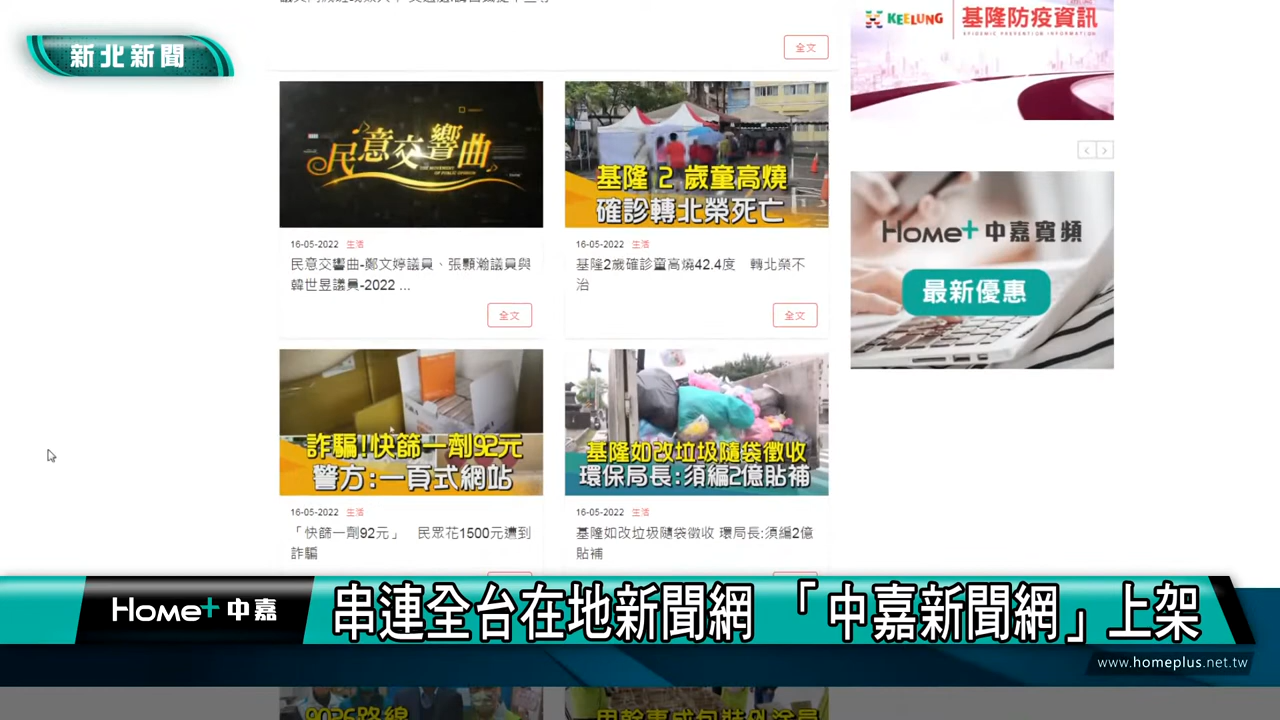 新北新聞
全文
KEELUNG
基隆防疫資訊
EPIDEMIC PREVENTION INFORMATION
民意交響曲
THE MOVEMENT
OF PUBLIC OPINION
基隆 2 歲童高燒
確診轉北榮死亡
16-05-2022 生活
民意交響曲-鄭文婷議員、張顥瀚議員與
韓世昱議員-2022 ...
全文
16-05-2022 生活
基隆2歲確診童高燒42.4度 轉北榮不
治
全文
Home+ 中嘉寬頻
最新優惠
詐騙!快篩一劑92元
警方:一頁式網站
基隆如改垃圾隨袋徵收
環保局長:須編2億貼補
16-05-2022 生活
「快篩一劑92元」 民眾花1500元遭到
詐騙
16-05-2022 生活
基隆如改垃圾隨袋徵收 環局長:須編2億
貼補
Home+ 中嘉
串連全台在地新聞網 「中嘉新聞網」上架
www.homeplus.net.tw